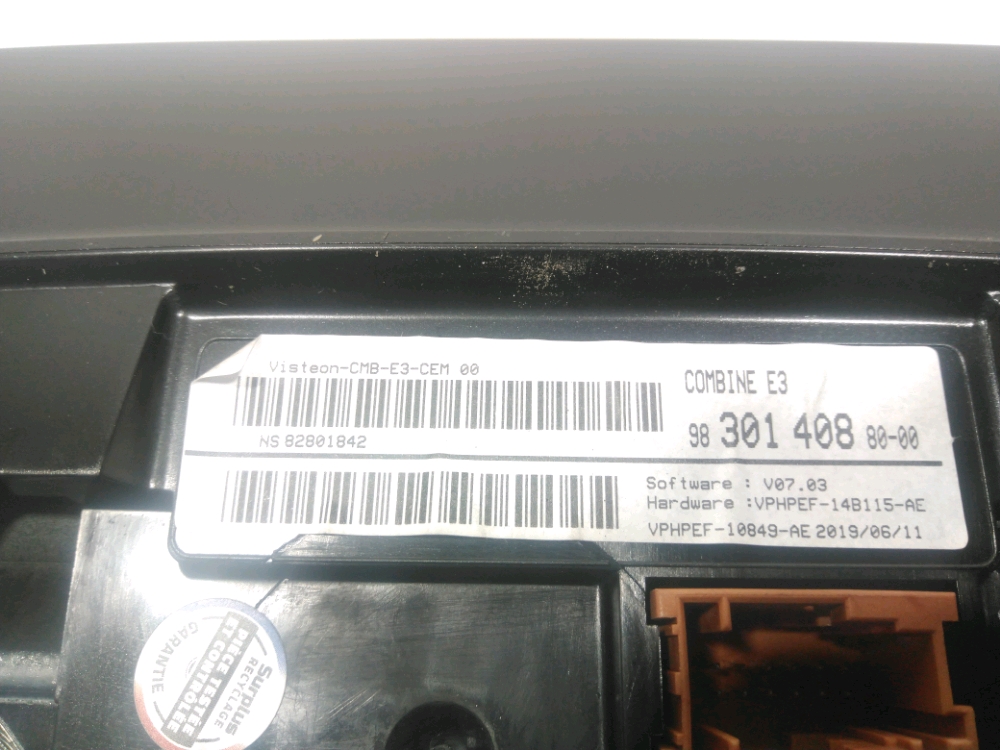 Visteon-CMB-E3-CEM 00
NS 82801842
COMBINE E3
98 301 408 80-00
Software : V07.03
Hardware :VPHPEF-14B115-AE
VPHPEF-10849-AE 2019/06/11
Surplus
RECYCLAGE
PIECE TESTEE
ET CONTROLEE
GARANTIE